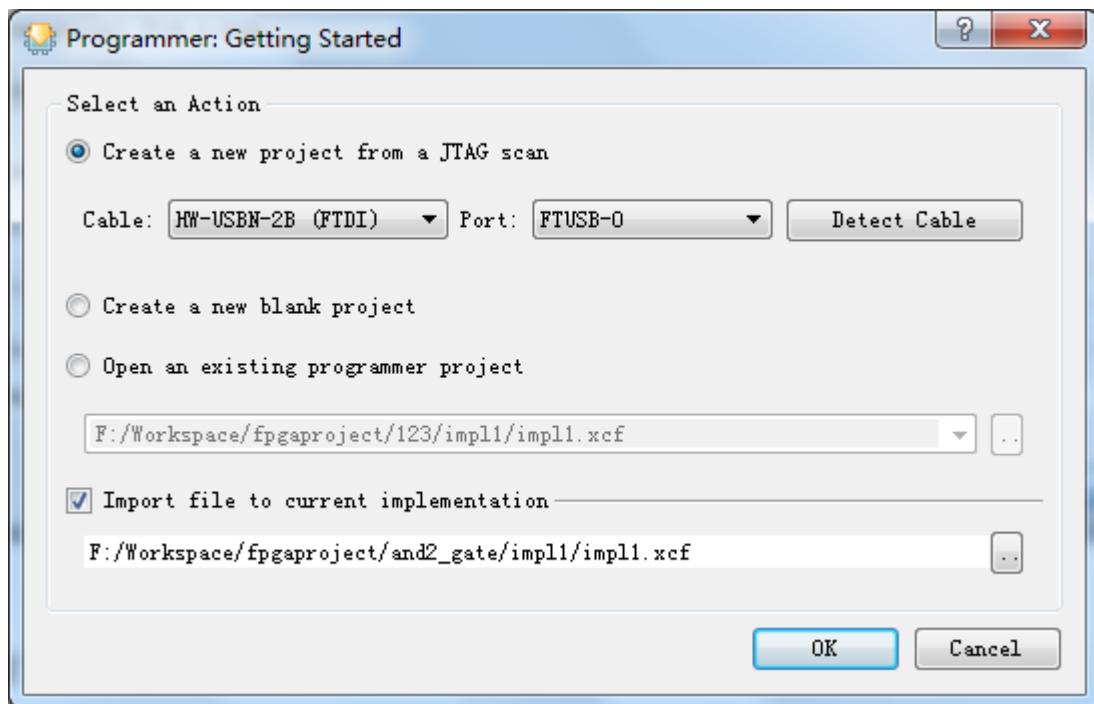 Programmer: Getting Started
Select an Action
Create a new project from a JTAG scan
Cable: HW-USBN-2B (FTDI) Port: FTUSB-0 Detect Cable
Create a new blank project
Open an existing programmer project
F:/Workspace/fpgaproject/123/impl1/impl1.xcf ..
Import file to current implementation
F:/Workspace/fpgaproject/and2_gate/impl1/impl1.xcf ..
OK Cancel